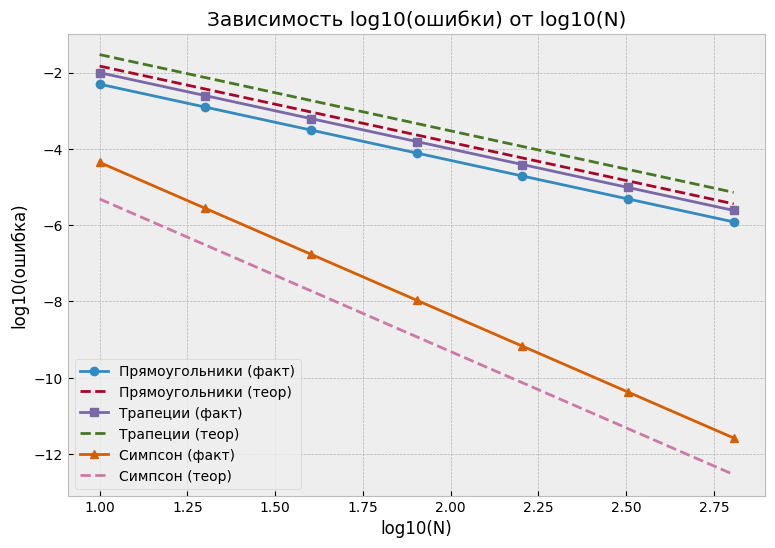 Зависимость log10(ошибки) от log10(N)
log10(ошибка)
−2
−4
−6
−8
−10
−12
Прямоугольники (факт)
Прямоугольники (теор)
Трапеции (факт)
Трапеции (теор)
Симпсон (факт)
Симпсон (теор)
1.00 1.25 1.50 1.75 2.00 2.25 2.50 2.75
log10(N)